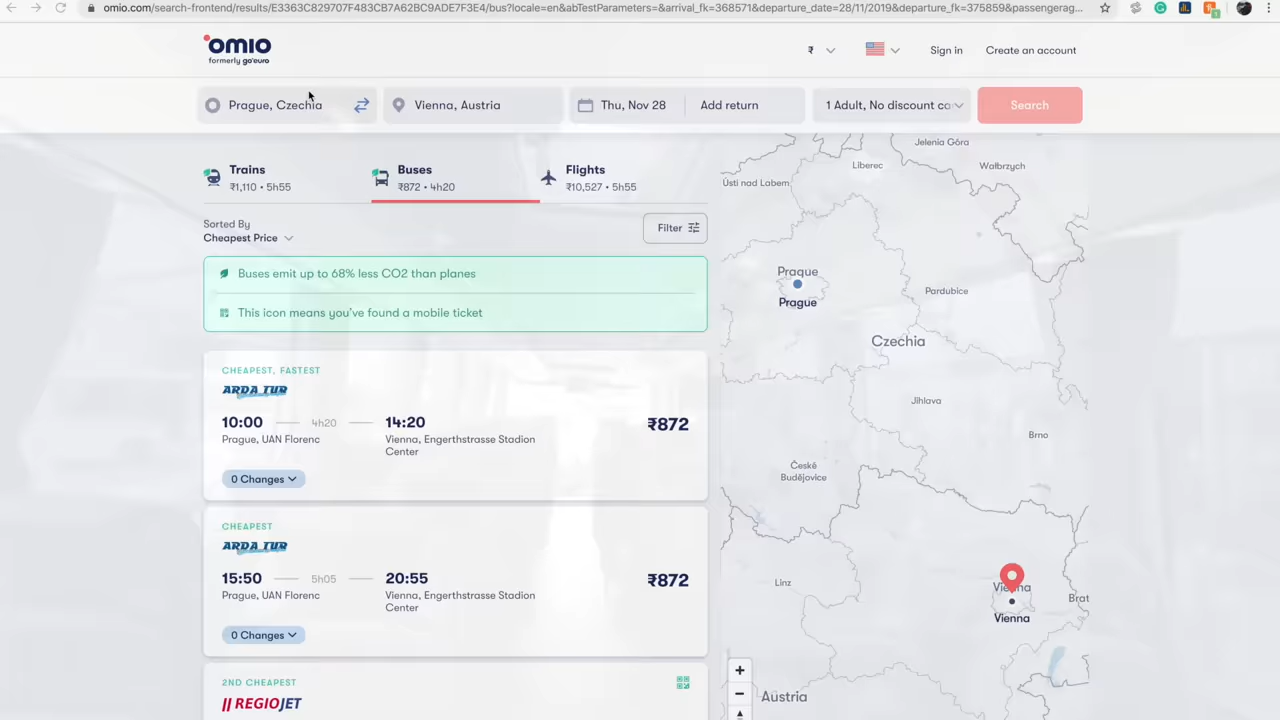 omio.com/search-frontend/results/E3363C829707F483CB7A62BC9ADE7F3E4/bus?locale=en&abTestParameters=&arrival_fk=368571&departure_date=28/11/2019&departure_fk=375859&passengerag...
omio
formerly goeuro
₹
Sign in
Create an account
Prague, Czechia
Vienna, Austria
Thu, Nov 28
Add return
1 Adult, No discount ca
Search
Trains
₹1,110 • 5h55
Buses
₹872 • 4h20
Flights
₹10,527 • 5h55
Sorted By
Cheapest Price
Filter
Buses emit up to 68% less CO2 than planes
This icon means you've found a mobile ticket
CHEAPEST, FASTEST
ARDA TUR
10:00 4h20 14:20 ₹872
Prague, UAN Florenc
Vienna, Engerthstrasse Stadion
Center
0 Changes
CHEAPEST
ARDA TUR
15:50 5h05 20:55 ₹872
Prague, UAN Florenc
Vienna, Engerthstrasse Stadion
Center
0 Changes
2ND CHEAPEST
REGIOJET
Jelenia Góra
Liberec
Wałbrzych
Ústí nad Labem
Prague
Prague
Pardubice
Czechia
Jihlava
Brno
České
Budějovice
Linz
Vienna
Brat
Vienna
+
−
Austria